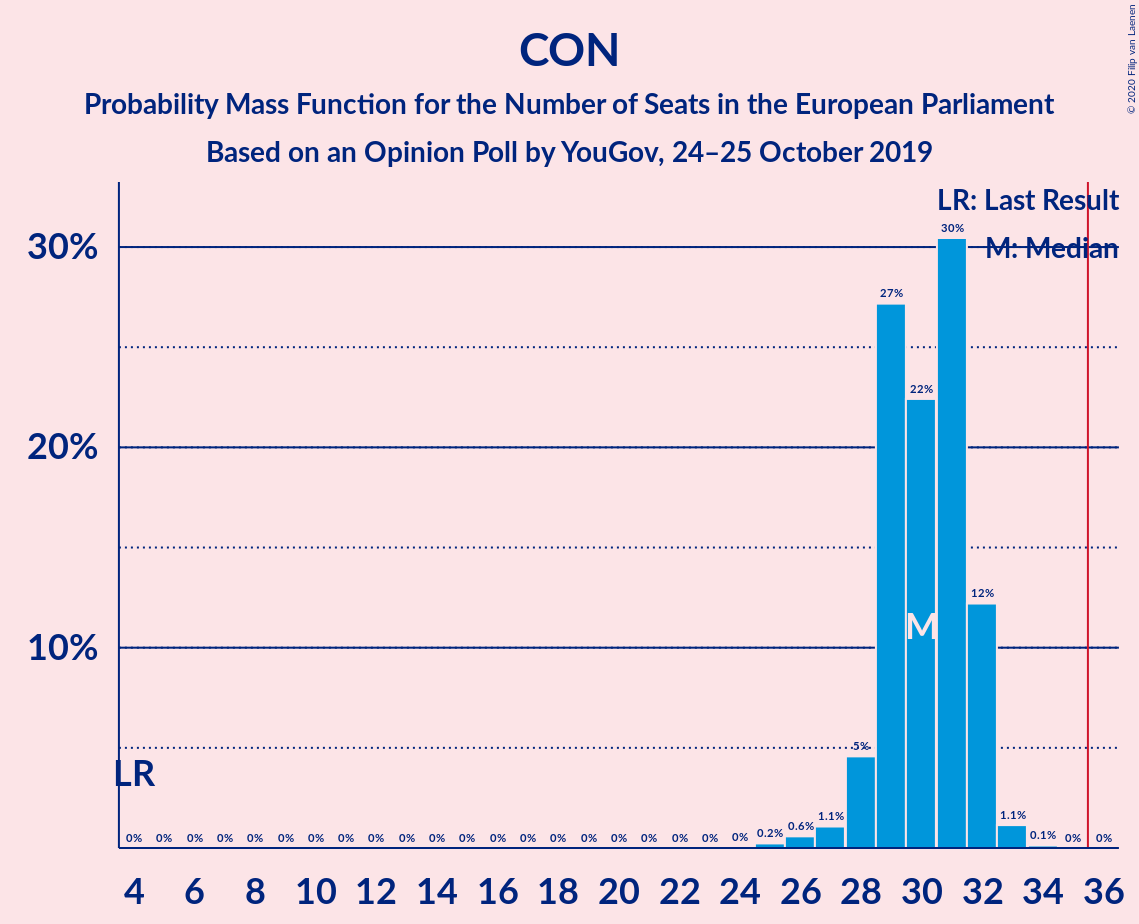 CON
Probability Mass Function for the Number of Seats in the European Parliament
Based on an Opinion Poll by YouGov, 24–25 October 2019
© 2020 Filip van Laenen
LR: Last Result
M: Median
30%
20%
10%
30%
27%
22%
12%
5%
M
LR
0% 0% 0% 0% 0% 0% 0% 0% 0% 0% 0% 0% 0% 0% 0% 0% 0% 0% 0% 0% 0% 0.2% 0.6% 1.1% 1.1% 0.1% 0% 0%
4 6 8 10 12 14 16 18 20 22 24 26 28 30 32 34 36